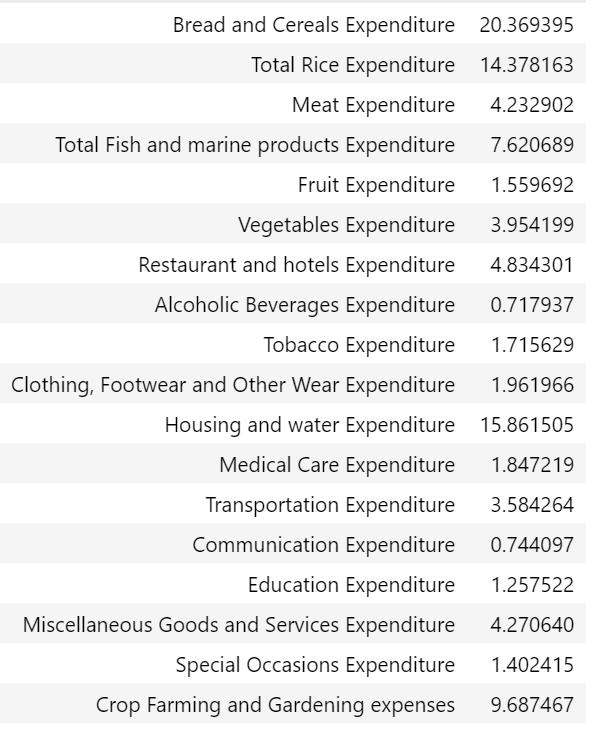 Bread and Cereals Expenditure 20.369395
Total Rice Expenditure 14.378163
Meat Expenditure 4.232902
Total Fish and marine products Expenditure 7.620689
Fruit Expenditure 1.559692
Vegetables Expenditure 3.954199
Restaurant and hotels Expenditure 4.834301
Alcoholic Beverages Expenditure 0.717937
Tobacco Expenditure 1.715629
Clothing, Footwear and Other Wear Expenditure 1.961966
Housing and water Expenditure 15.861505
Medical Care Expenditure 1.847219
Transportation Expenditure 3.584264
Communication Expenditure 0.744097
Education Expenditure 1.257522
Miscellaneous Goods and Services Expenditure 4.270640
Special Occasions Expenditure 1.402415
Crop Farming and Gardening expenses 9.687467